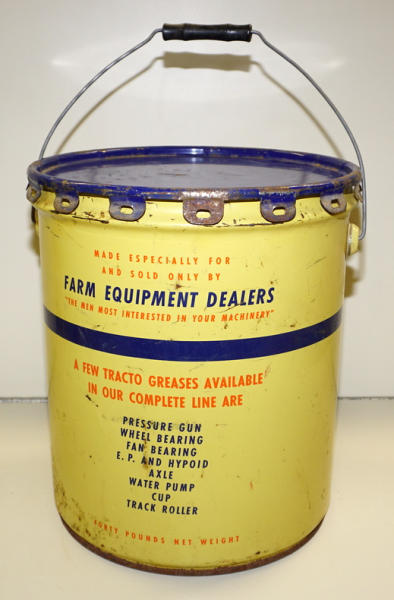 MADE ESPECIALLY FOR
AND SOLD ONLY BY
FARM EQUIPMENT DEALERS
"THE MEN MOST INTERESTED IN YOUR MACHINERY"
A FEW TRACTO GREASES AVAILABLE
IN OUR COMPLETE LINE ARE
PRESSURE GUN
WHEEL BEARING
FAN BEARING
E. P. AND HYPOID
AXLE
WATER PUMP
CUP
TRACK ROLLER
FORTY POUNDS NET WEIGHT